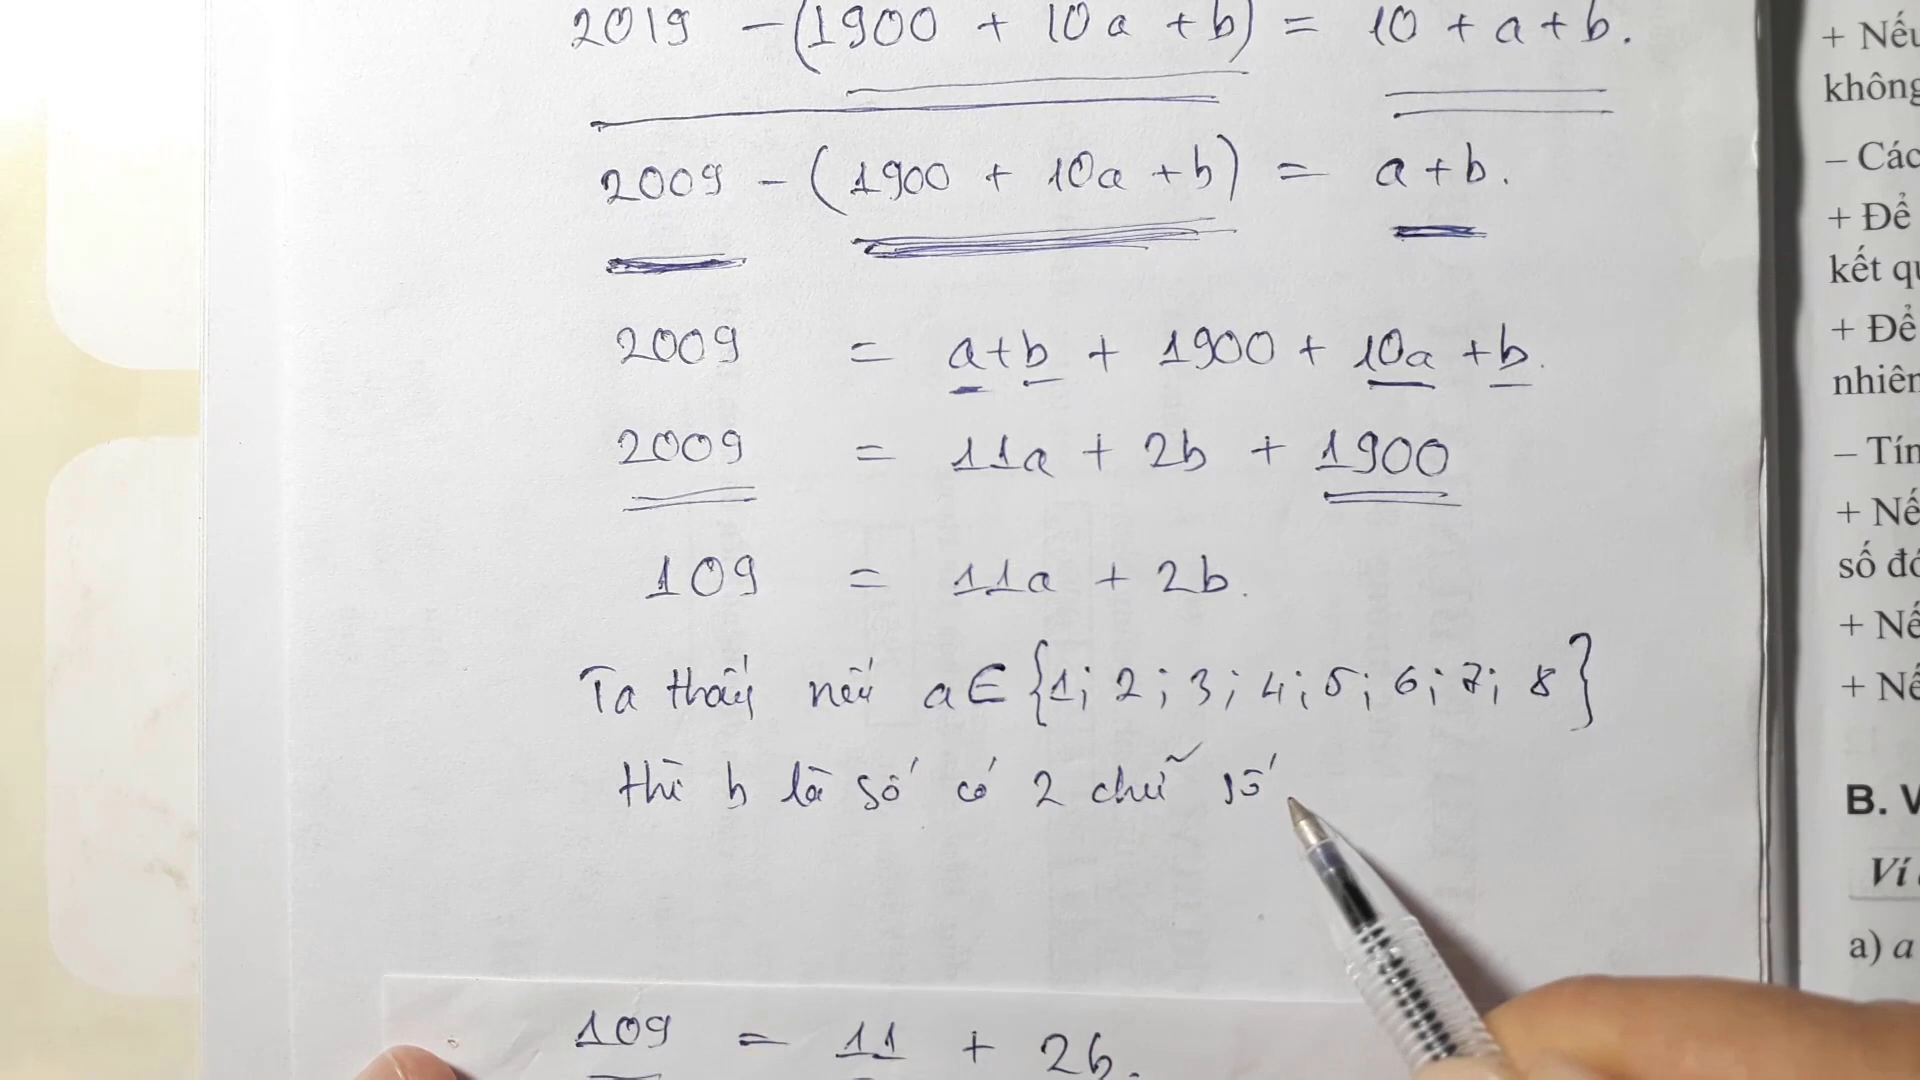 2019 - (1900 + 10a + b) = 10 + a + b.
2009 - (1900 + 10a + b) = a + b.
2009 = a + b + 1900 + 10a + b.
2009 = 11a + 2b + 1900
109 = 11a + 2b.
Ta thấy nếu a ∈ {1; 2; 3; 4; 5; 6; 7; 8}
thì b là số có 2 chữ số
109 = 11 + 2b.
+ Nếu
không
– Các
+ Để
kết qu
+ Để
nhiên
– Tín
+ Nế
số đó
+ Nế
+ Nế
B. V
Ví
a) a